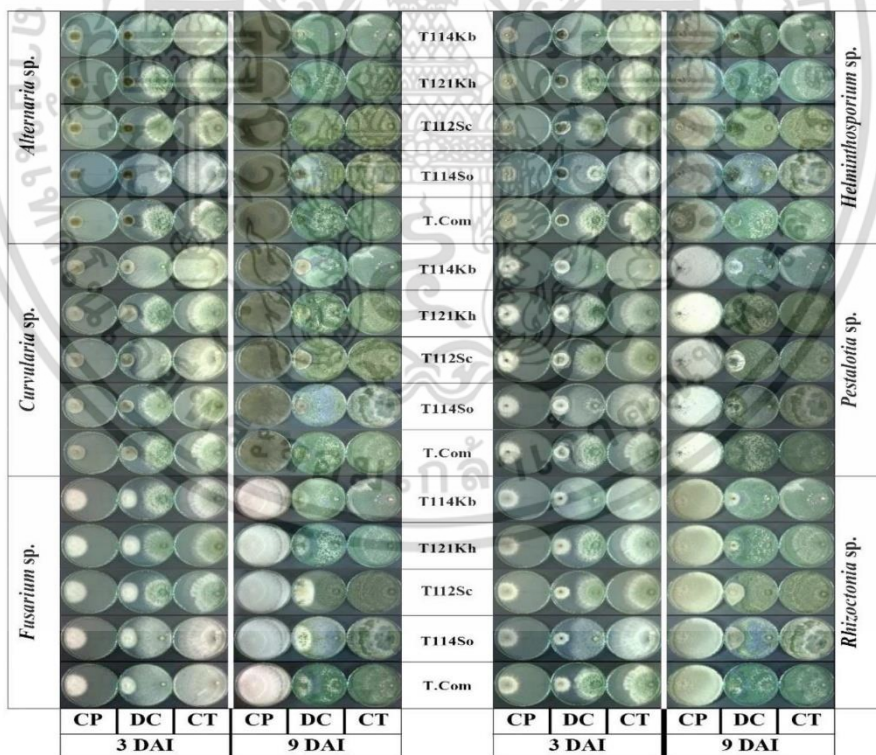 Alternaria sp.
Curvularia sp.
Fusarium sp.
T114Kb
T121Kh
T112Sc
T114So
T.Com
T114Kb
T121Kh
T112Sc
T114So
T.Com
T114Kb
T121Kh
T112Sc
T114So
T.Com
Helminthosporium sp.
Pestalotia sp.
Rhizoctonia sp.
CP DC CT CP DC CT CP DC CT CP DC CT
3 DAI 9 DAI 3 DAI 9 DAI